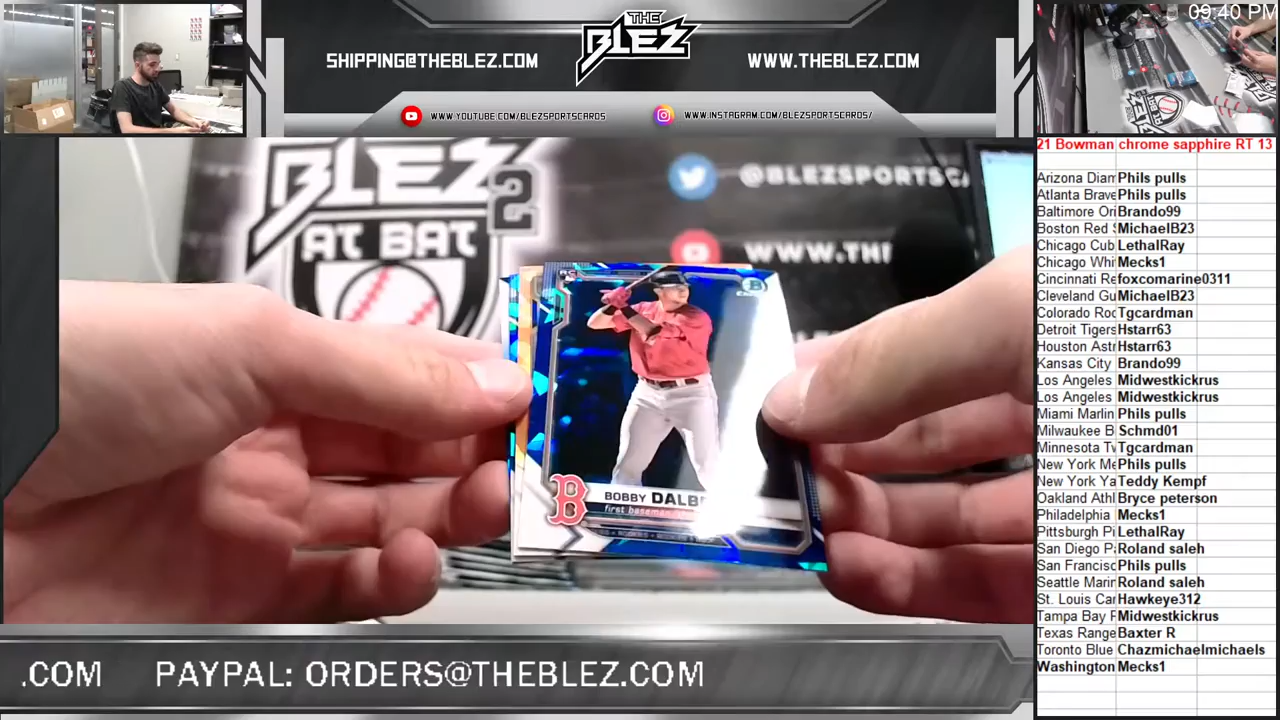 09:40 PM
THE
BLEZ
SHIPPING@THEBLEZ.COM
WWW.THEBLEZ.COM
WWW.YOUTUBE.COM/BLEZSPORTSCARDS
WWW.INSTAGRAM.COM/BLEZSPORTSCARDS/
21 Bowman chrome sapphire RT 13
Arizona Diam Phils pulls
Atlanta Brave Phils pulls
Baltimore Ori Brando99
Boston Red S MichaelB23
Chicago Cub LethalRay
Chicago Whit Mecks1
Cincinnati Re foxcomarine0311
Cleveland Gu MichaelB23
Colorado Roc Tgcardman
Detroit Tigers Hstarr63
Houston Astr Hstarr63
Kansas City Brando99
Los Angeles Midwestkickrus
Los Angeles Midwestkickrus
Miami Marlin Phils pulls
Milwaukee B Schmd01
Minnesota Tw Tgcardman
New York Me Phils pulls
New York Ya Teddy Kempf
Oakland Athl Bryce peterson
Philadelphia Mecks1
Pittsburgh Pi LethalRay
San Diego P Roland saleh
San Francisc Phils pulls
Seattle Marin Roland saleh
St. Louis Car Hawkeye312
Tampa Bay R Midwestkickrus
Texas Range Baxter R
Toronto Blue Chazmichaelmichaels
Washington Mecks1
BLEZ 2
AT BAT
@BLEZSPORTSCA
WWW.TH
B
BOBBY DALB
first baseman
.COM PAYPAL: ORDERS@THEBLEZ.COM